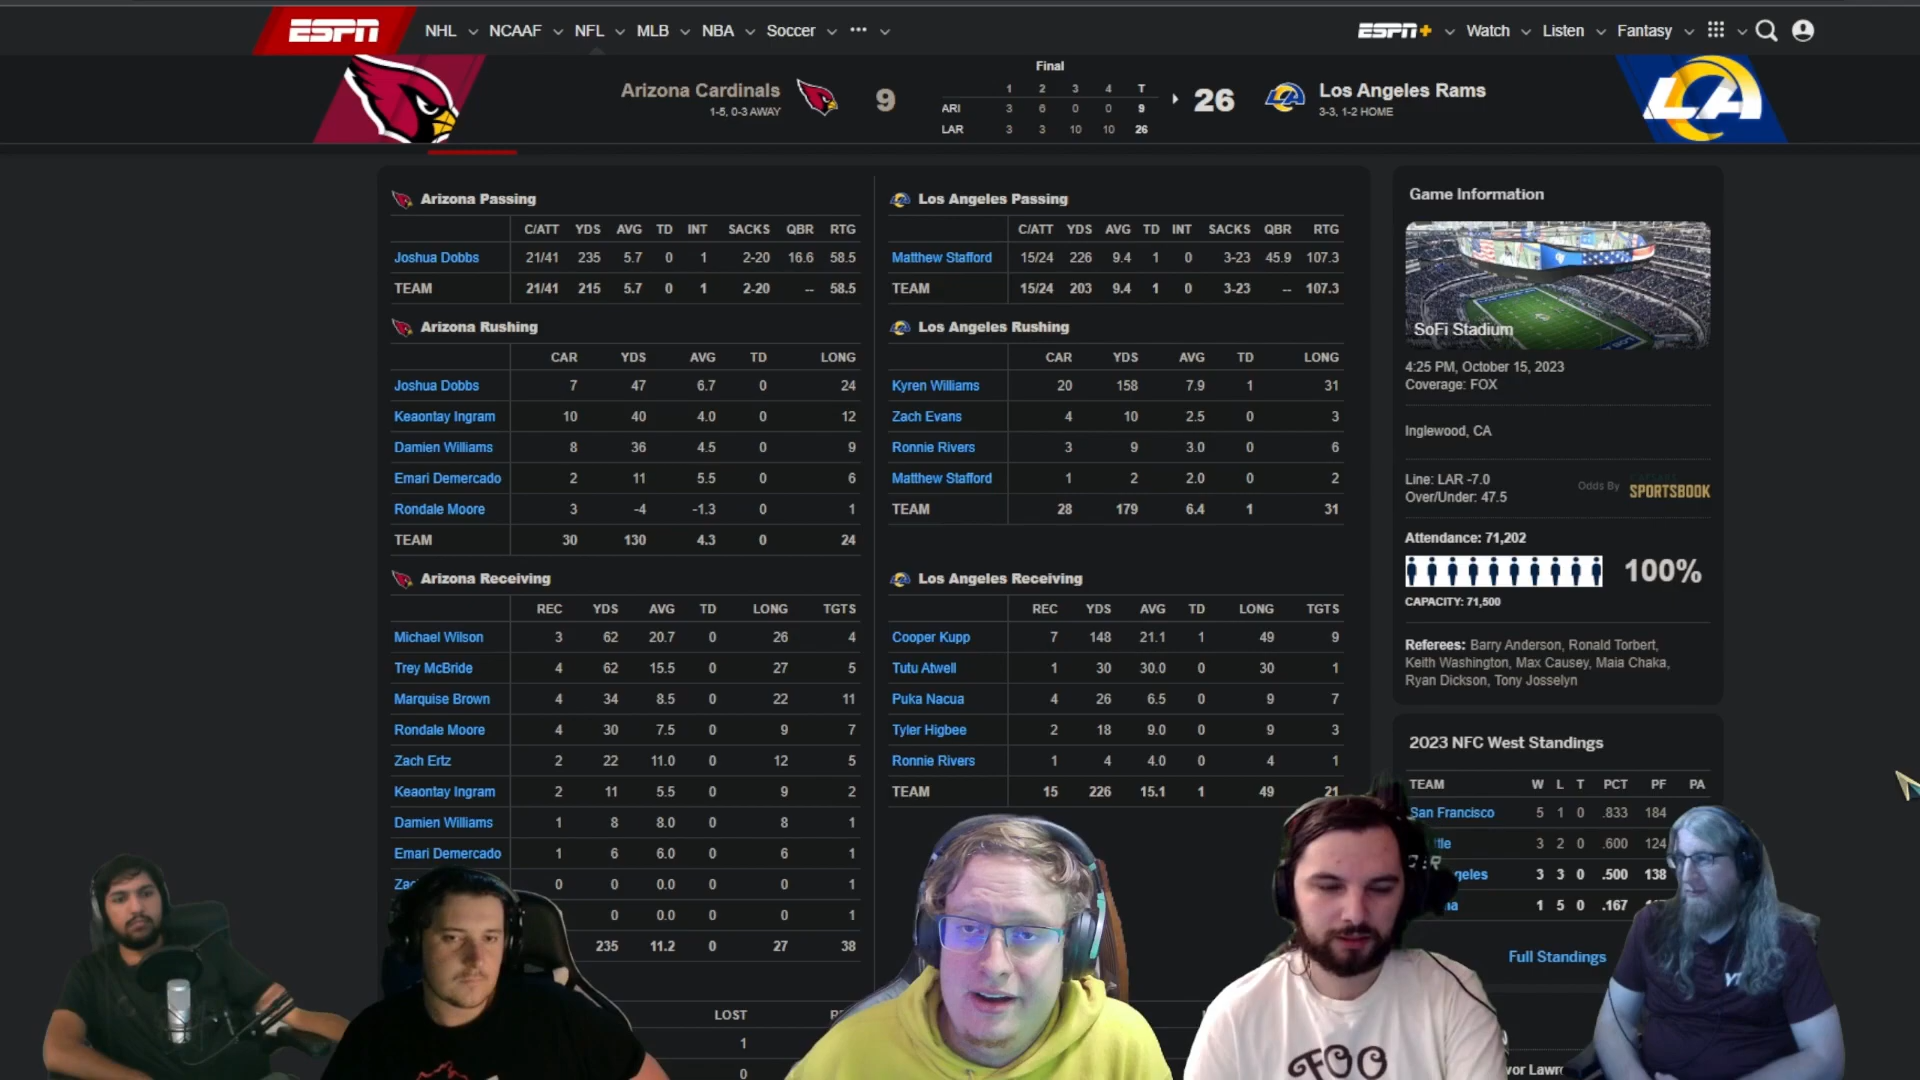 ESPN NHL NCAAF NFL MLB NBA Soccer ••• ESPN+ Watch Listen Fantasy
Final
Arizona Cardinals 9
1-5, 0-3 AWAY
1 2 3 4 T
ARI 3 6 0 0 9
LAR 3 3 10 10 26
26 Los Angeles Rams
3-3, 1-2 HOME
LA
Arizona Passing
C/ATT YDS AVG TD INT SACKS QBR RTG
Joshua Dobbs 21/41 235 5.7 0 1 2-20 16.6 58.5
TEAM 21/41 215 5.7 0 1 2-20 -- 58.5
Arizona Rushing
CAR YDS AVG TD LONG
Joshua Dobbs 7 47 6.7 0 24
Keaontay Ingram 10 40 4.0 0 12
Damien Williams 8 36 4.5 0 9
Emari Demercado 2 11 5.5 0 6
Rondale Moore 3 -4 -1.3 0 1
TEAM 30 130 4.3 0 24
Arizona Receiving
REC YDS AVG TD LONG TGTS
Michael Wilson 3 62 20.7 0 26 4
Trey McBride 4 62 15.5 0 27 5
Marquise Brown 4 34 8.5 0 22 11
Rondale Moore 4 30 7.5 0 9 7
Zach Ertz 2 22 11.0 0 12 5
Keaontay Ingram 2 11 5.5 0 9 2
Damien Williams 1 8 8.0 0 8 1
Emari Demercado 1 6 6.0 0 6 1
0 0 0.0 0 0 1
0 0.0 0 0 1
235 11.2 0 27 38
LOST
1
0
Los Angeles Passing
C/ATT YDS AVG TD INT SACKS QBR RTG
Matthew Stafford 15/24 226 9.4 1 0 3-23 45.9 107.3
TEAM 15/24 203 9.4 1 0 3-23 -- 107.3
Los Angeles Rushing
CAR YDS AVG TD LONG
Kyren Williams 20 158 7.9 1 31
Zach Evans 4 10 2.5 0 3
Ronnie Rivers 3 9 3.0 0 6
Matthew Stafford 1 2 2.0 0 2
TEAM 28 179 6.4 1 31
Los Angeles Receiving
REC YDS AVG TD LONG TGTS
Cooper Kupp 7 148 21.1 1 49 9
Tutu Atwell 1 30 30.0 0 30 1
Puka Nacua 4 26 6.5 0 9 7
Tyler Higbee 2 18 9.0 0 9 3
Ronnie Rivers 1 4 4.0 0 4 1
TEAM 15 226 15.1 1 49 21
Game Information
SoFi Stadium
4:25 PM, October 15, 2023
Coverage: FOX
Inglewood, CA
Line: LAR -7.0
Over/Under: 47.5
Odds By SPORTSBOOK
Attendance: 71,202
100%
CAPACITY: 71,500
Referees: Barry Anderson, Ronald Torbert,
Keith Washington, Max Causey, Maia Chaka,
Ryan Dickson, Tony Josselyn
2023 NFC West Standings
TEAM W L T PCT PF PA
San Francisco 5 1 0 .833 184
3 2 0 .600 124
3 3 0 .500 138
1 5 0 .167
Full Standings
FOO